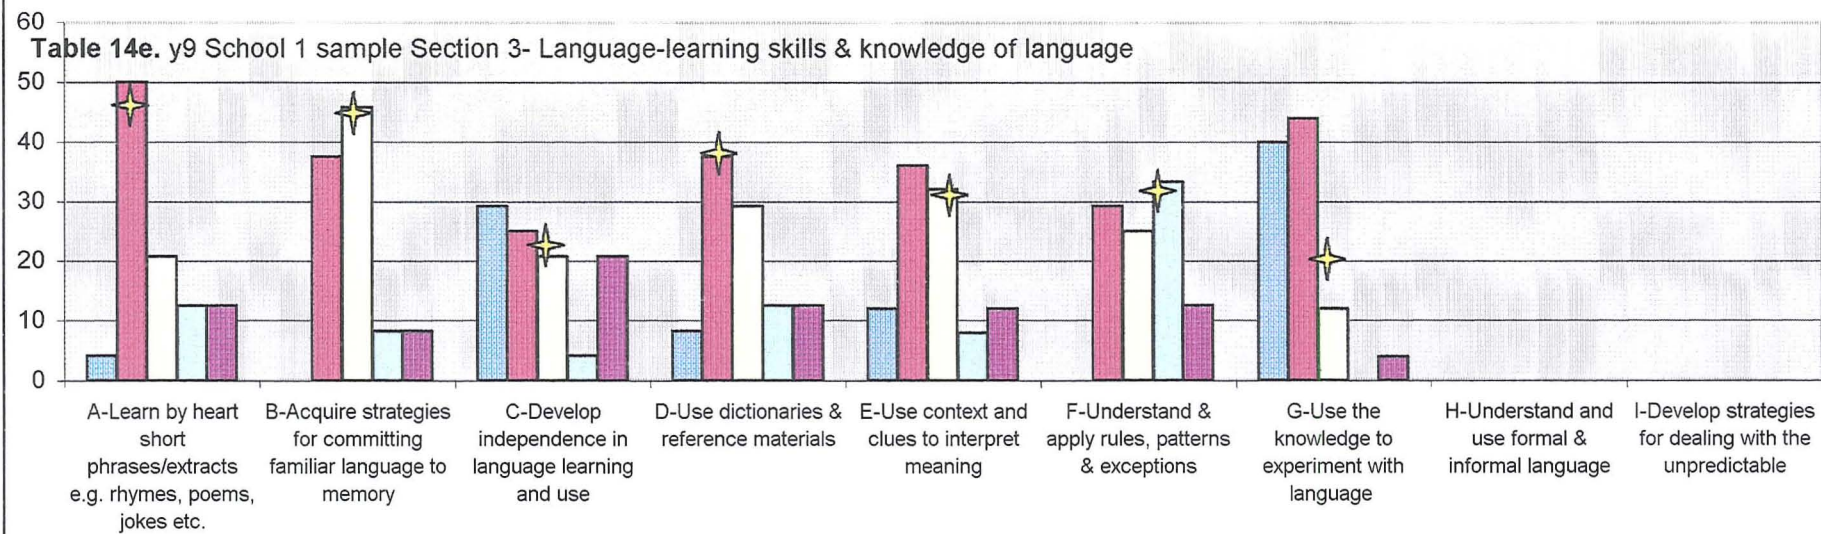 60
Table 14e. y9 School 1 sample Section 3- Language-learning skills & knowledge of language
50
40
30
20
10
0
A-Learn by heart
short
phrases/extracts
e.g. rhymes, poems,
jokes etc.
B-Acquire strategies
for committing
familiar language to
memory
C-Develop
independence in
language learning
and use
D-Use dictionaries &
reference materials
E-Use context and
clues to interpret
meaning
F-Understand &
apply rules, patterns
& exceptions
G-Use the
knowledge to
experiment with
language
H-Understand and
use formal &
informal language
I-Develop strategies
for dealing with the
unpredictable